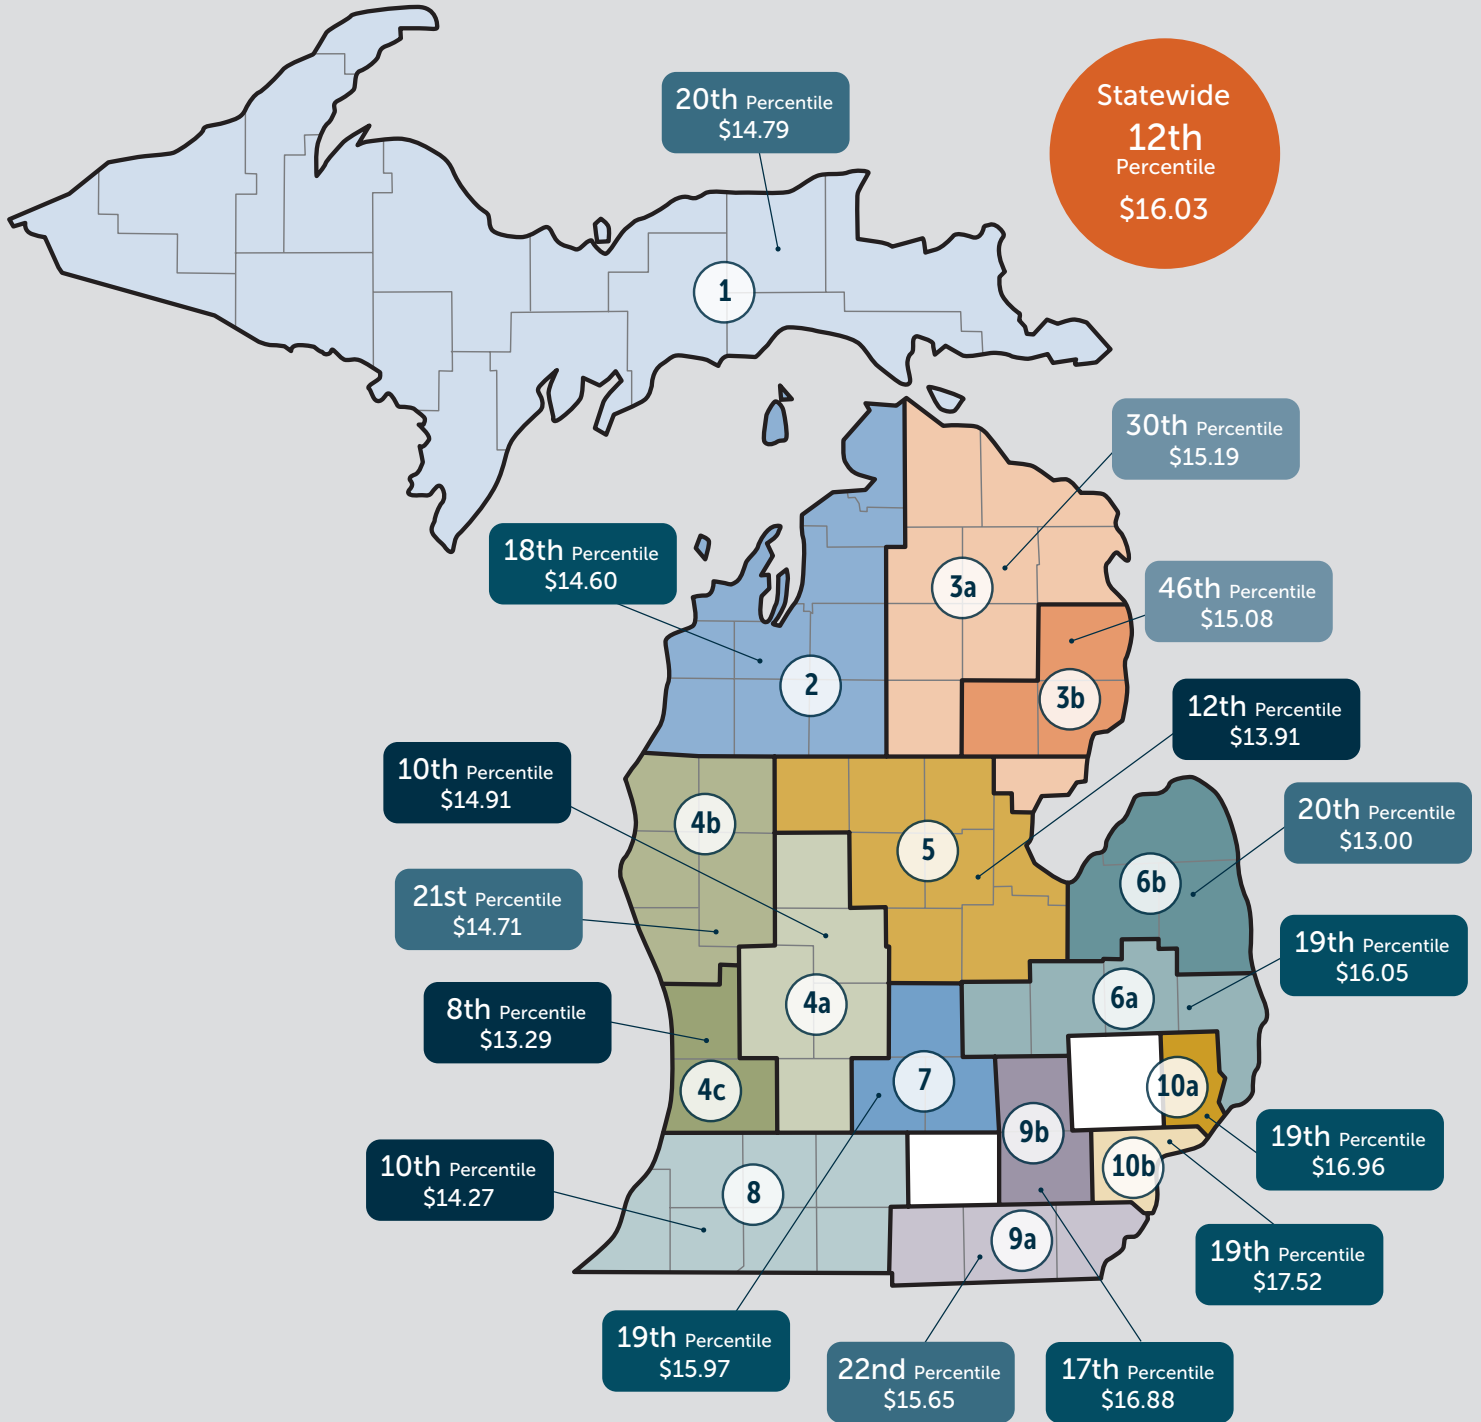 Statewide
12th
Percentile
$16.03
20th Percentile
$14.79
1
30th Percentile
$15.19
18th Percentile
$14.60
3a
46th Percentile
$15.08
2
3b
12th Percentile
$13.91
10th Percentile
$14.91
4b
5
20th Percentile
$13.00
6b
21st Percentile
$14.71
19th Percentile
$16.05
8th Percentile
$13.29
4a
6a
4c
7
10a
9b
19th Percentile
$16.96
10th Percentile
$14.27
8
10b
9a
19th Percentile
$17.52
19th Percentile
$15.97
22nd Percentile
$15.65
17th Percentile
$16.88